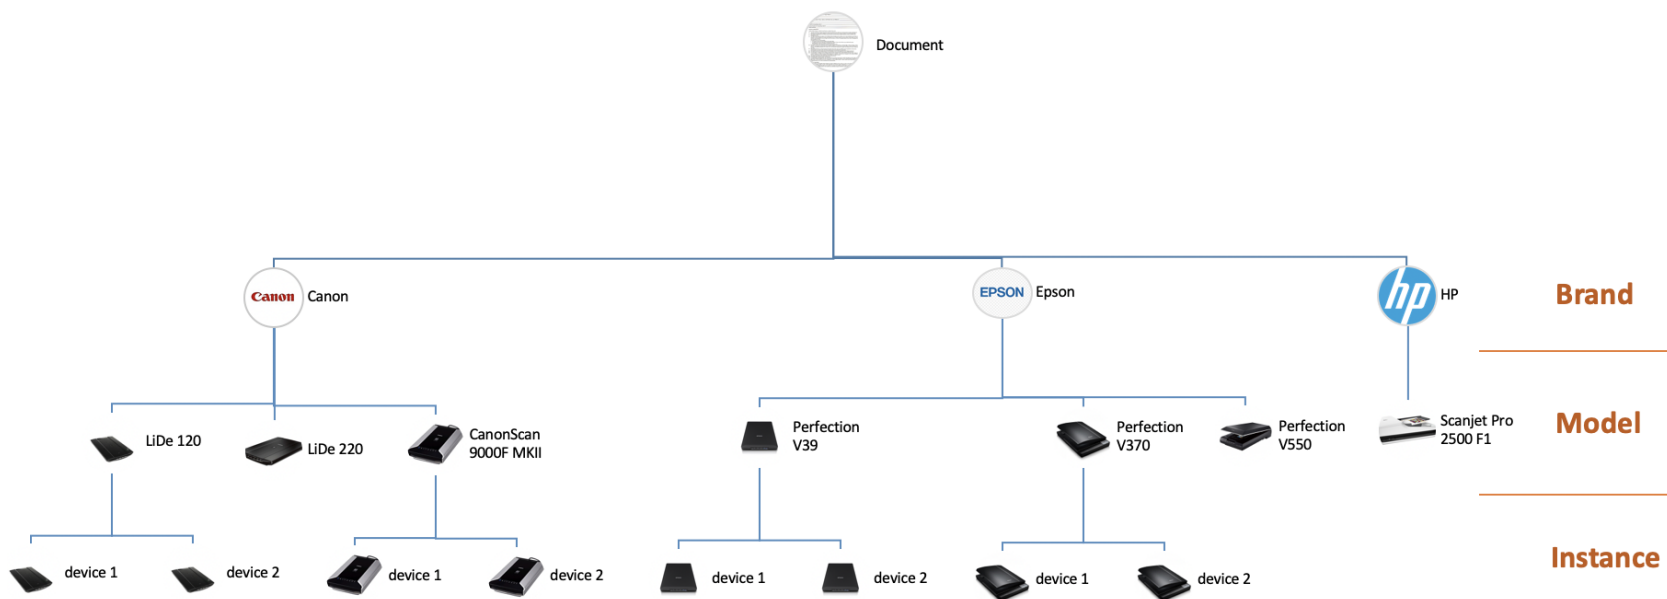 Document
Canon Canon
EPSON Epson
hp HP
Brand
LiDe 120
LiDe 220
CanonScan
9000F MKII
Perfection
V39
Perfection
V370
Perfection
V550
Scanjet Pro
2500 F1
Model
device 1
device 2
device 1
device 2
device 1
device 2
device 1
device 2
Instance